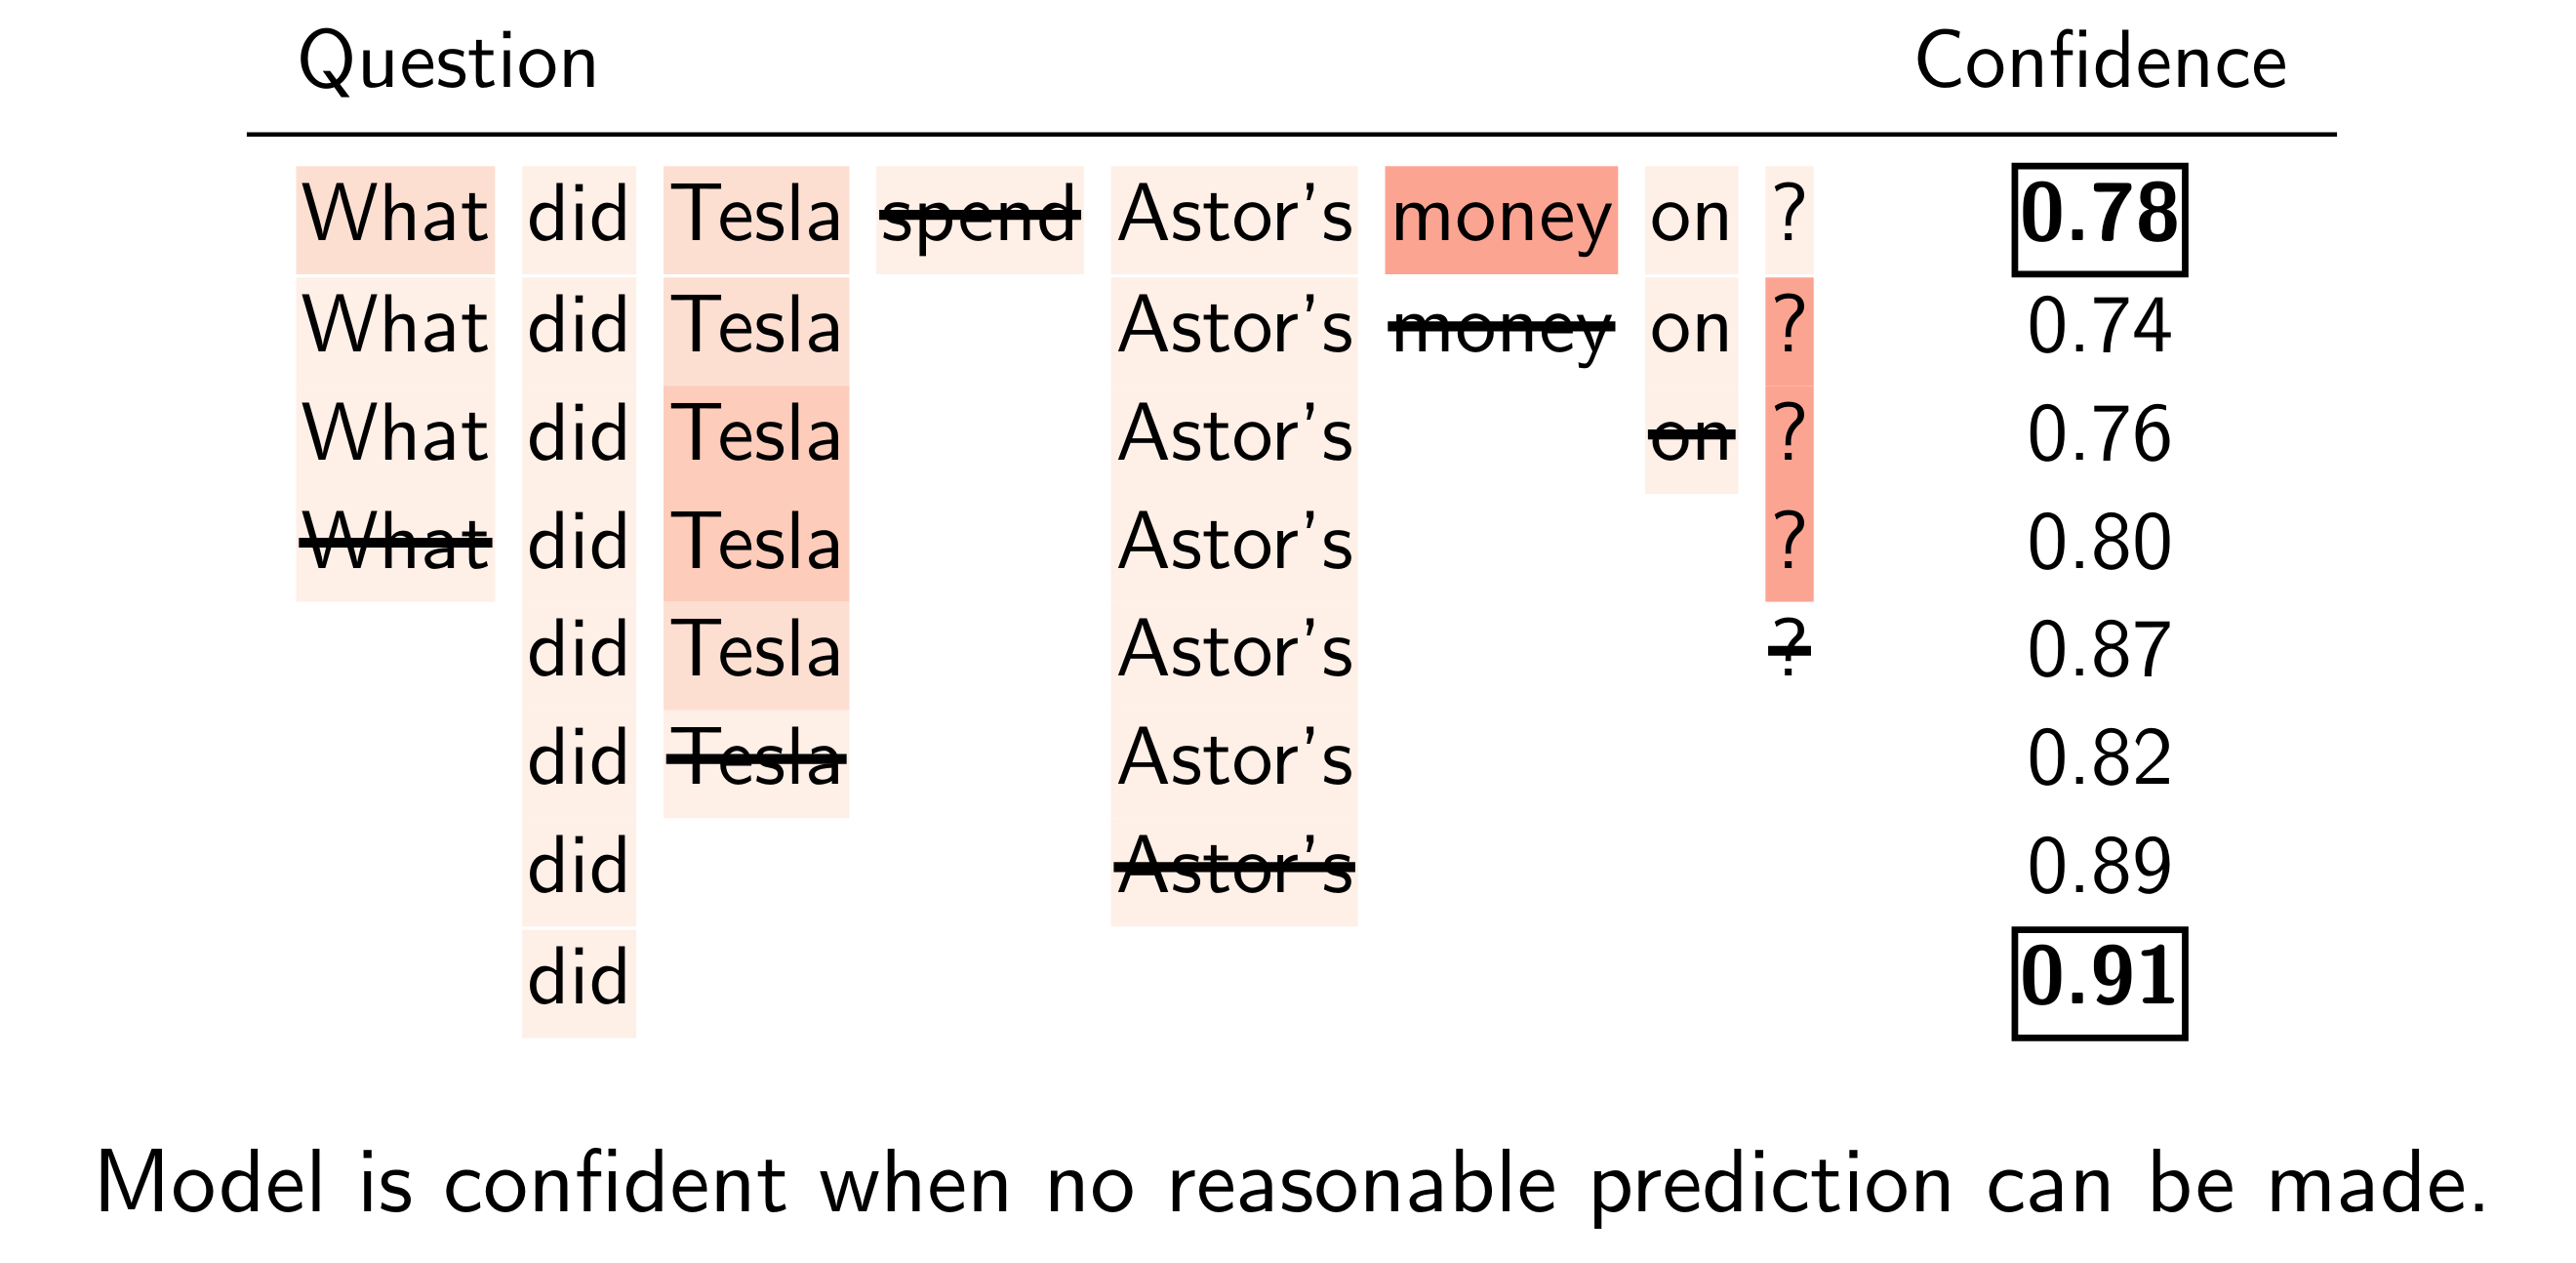 Question Confidence
What did Tesla spend Astor's money on ? 0.78
What did Tesla Astor's money on ? 0.74
What did Tesla Astor's on ? 0.76
What did Tesla Astor's ? 0.80
did Tesla Astor's ? 0.87
did Tesla Astor's 0.82
did Astor's 0.89
did 0.91
Model is confident when no reasonable prediction can be made.